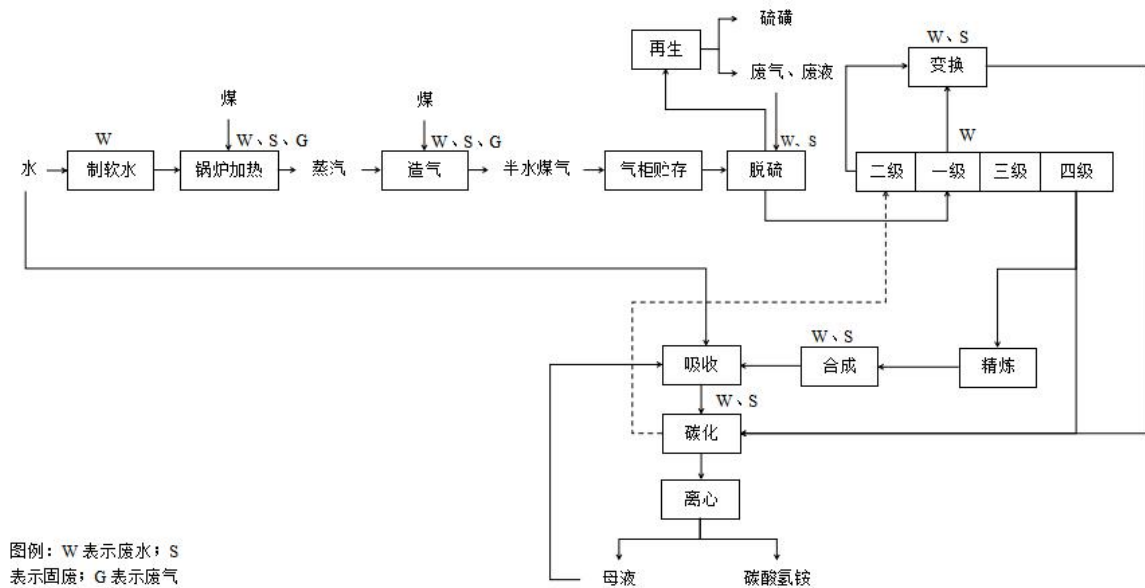 硫磺
再生
废气、废液
W、S
变换
煤
煤
W
W、S、G
W、S、G
W、S
W
水
制软水
锅炉加热
蒸汽
造气
半水煤气
气柜贮存
脱硫
二级
一级
三级
四级
W、S
吸收
合成
精炼
W、S
碳化
离心
图例：W 表示废水；S
表示固废；G 表示废气
母液
碳酸氢铵